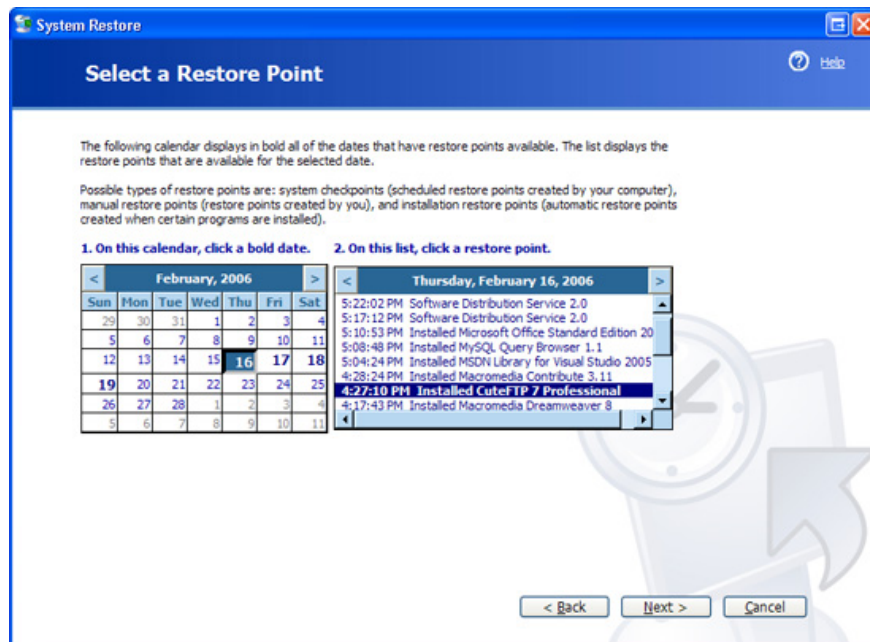 System Restore
Select a Restore Point
Help
The following calendar displays in bold all of the dates that have restore points available. The list displays the
restore points that are available for the selected date.
Possible types of restore points are: system checkpoints (scheduled restore points created by your computer),
manual restore points (restore points created by you), and installation restore points (automatic restore points
created when certain programs are installed).
1. On this calendar, click a bold date.
< February, 2006 >
Sun Mon Tue Wed Thu Fri Sat
29 30 31 1 2 3 4
5 6 7 8 9 10 11
12 13 14 15 16 17 18
19 20 21 22 23 24 25
26 27 28 1 2 3 4
5 6 7 8 9 10 11
2. On this list, click a restore point.
< Thursday, February 16, 2006 >
5:22:02 PM Software Distribution Service 2.0
5:17:12 PM Software Distribution Service 2.0
5:10:53 PM Installed Microsoft Office Standard Edition 20
5:08:48 PM Installed MySQL Query Browser 1.1
5:04:24 PM Installed MSDN Library for Visual Studio 2005
4:28:24 PM Installed Macromedia Contribute 3.11
4:27:10 PM Installed CuteFTP 7 Professional
4:17:43 PM Installed Macromedia Dreamweaver 8
< Back
Next >
Cancel